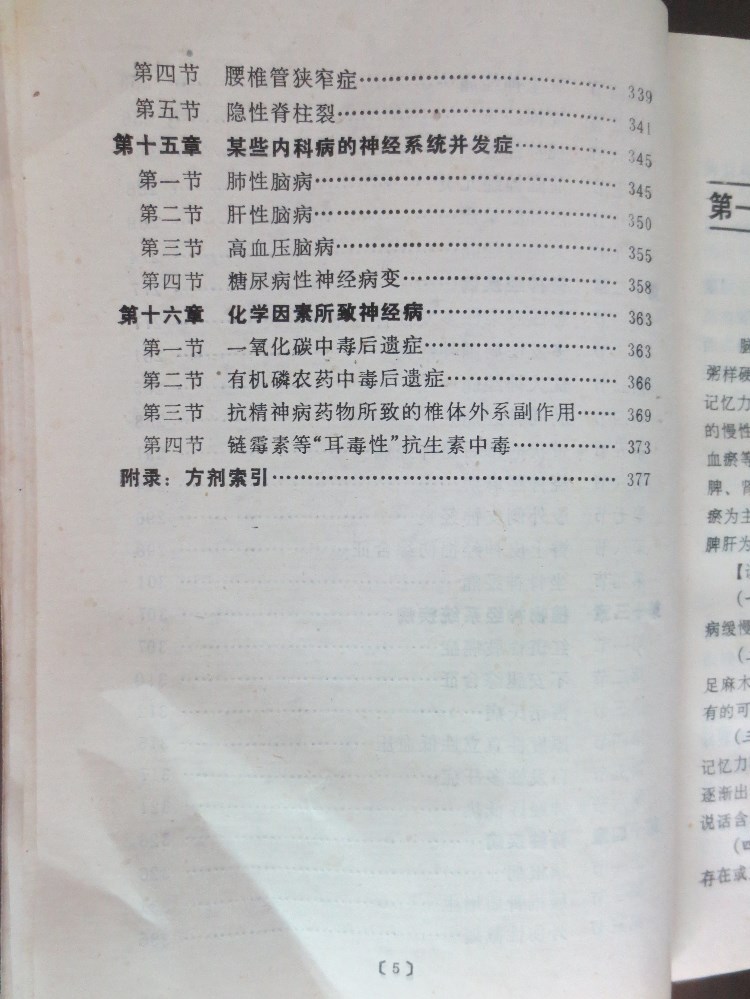 第四节 腰椎管狭窄症……………………………… 339
第五节 隐性脊柱裂………………………………… 341
第十五章 某些内科病的神经系统并发症…………… 345
第一节 肺性脑病…………………………………… 345
第二节 肝性脑病…………………………………… 350
第三节 高血压脑病………………………………… 355
第四节 糖尿病性神经病变………………………… 358
第十六章 化学因素所致神经病……………………… 363
第一节 一氧化碳中毒后遗症……………………… 363
第二节 有机磷农药中毒后遗症…………………… 366
第三节 抗精神病药物所致的椎体外系副作用…… 369
第四节 链霉素等“耳毒性”抗生素中毒…………… 373
附录：方剂索引………………………………………… 377
〔5〕
第一
脑
粥样硬
记忆力
的慢性
血瘀等
脾、肾
瘀为主
脾肝为
【
(一
病缓慢
(二
足麻木
有的可
(三
记忆力
逐渐出
说话含
(四
存在或